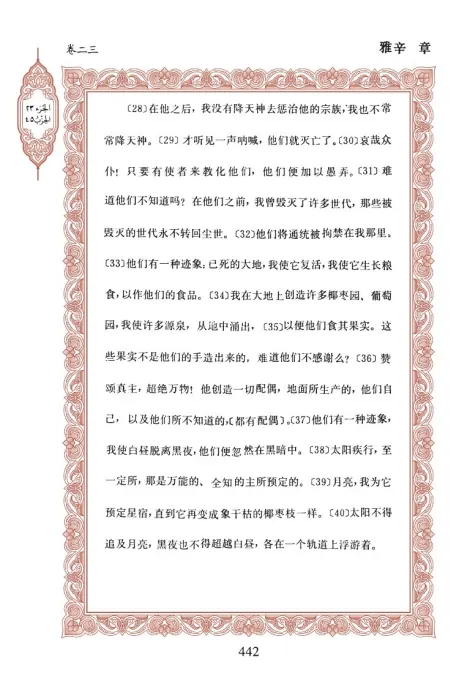 卷二三
雅辛 章
الجزء ٢٣
الحزب ٤٥
〔28〕在他之后，我没有降天神去惩治他的宗族，我也不常
常降天神。〔29〕才听见一声呐喊，他们就灭亡了。〔30〕哀哉众
仆！只要有使者来教化他们，他们便加以愚弄。〔31〕难
道他们不知道吗？在他们之前，我曾毁灭了许多世代，那些被
毁灭的世代永不转回尘世。〔32〕他们将通统被拘禁在我那里。
〔33〕他们有一种迹象：已死的大地，我使它复活，我使它生长粮
食，以作他们的食品。〔34〕我在大地上创造许多椰枣园、葡萄
园，我使许多源泉，从地中涌出，〔35〕以便他们食其果实。这
些果实不是他们的手造出来的，难道他们不感谢么？〔36〕赞
颂真主，超绝万物！他创造一切配偶，地面所生产的，他们自
己，以及他们所不知道的，〔都有配偶〕。〔37〕他们有一种迹象，
我使白昼脱离黑夜，他们便忽然在黑暗中。〔38〕太阳疾行，至
一定所，那是万能的、全知的主所预定的。〔39〕月亮，我为它
预定星宿，直到它再变成象干枯的椰枣枝一样。〔40〕太阳不得
追及月亮，黑夜也不得超越白昼，各在一个轨道上浮游着。
442